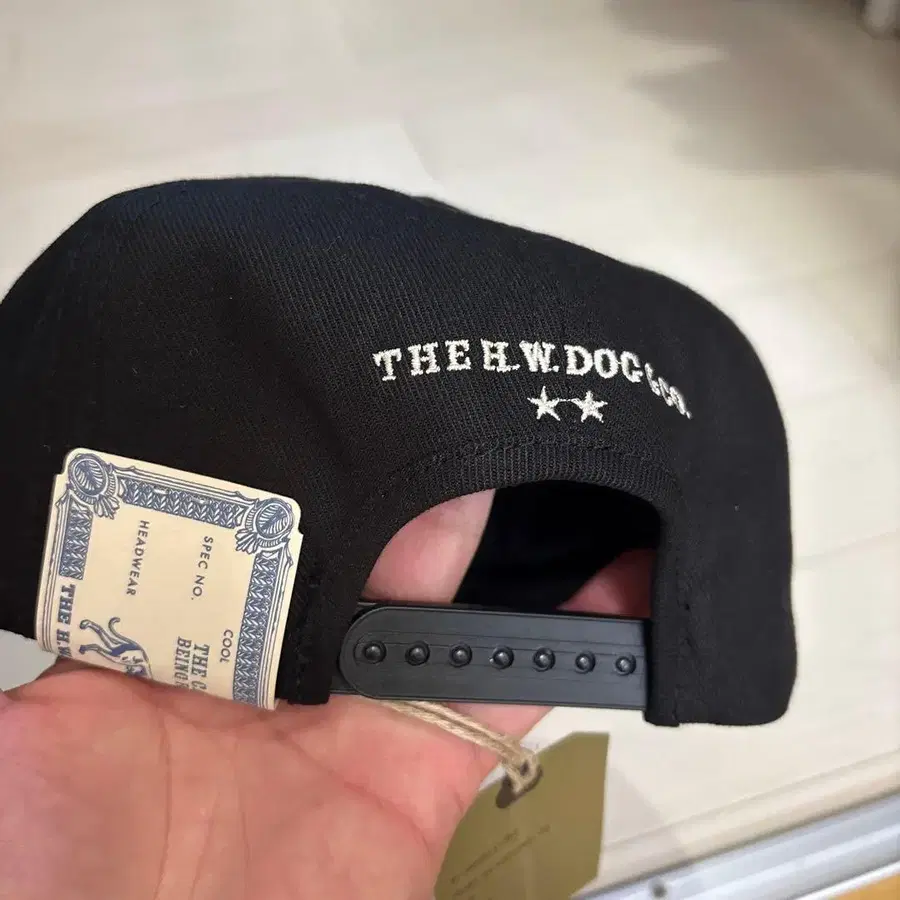 THE H.W. DOG & CO.
SPEC NO.
HEADWEAR
COOL
THE
BEING
THE H.W